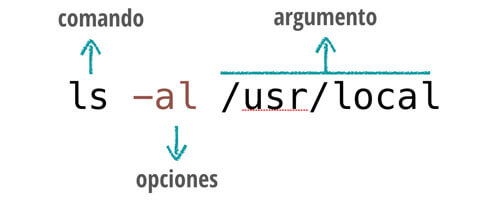 comando
argumento
ls –al /usr/local
opciones